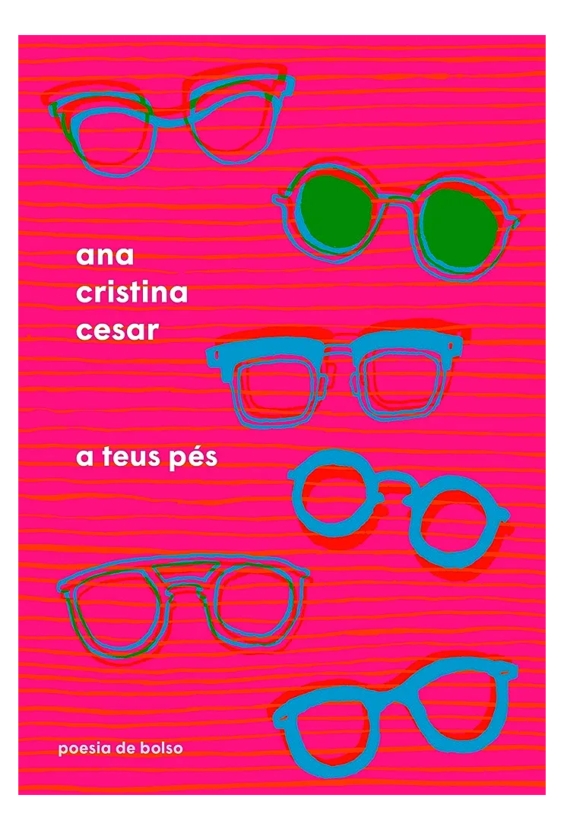 ana
cristina
cesar
a teus pés
poesia de bolso